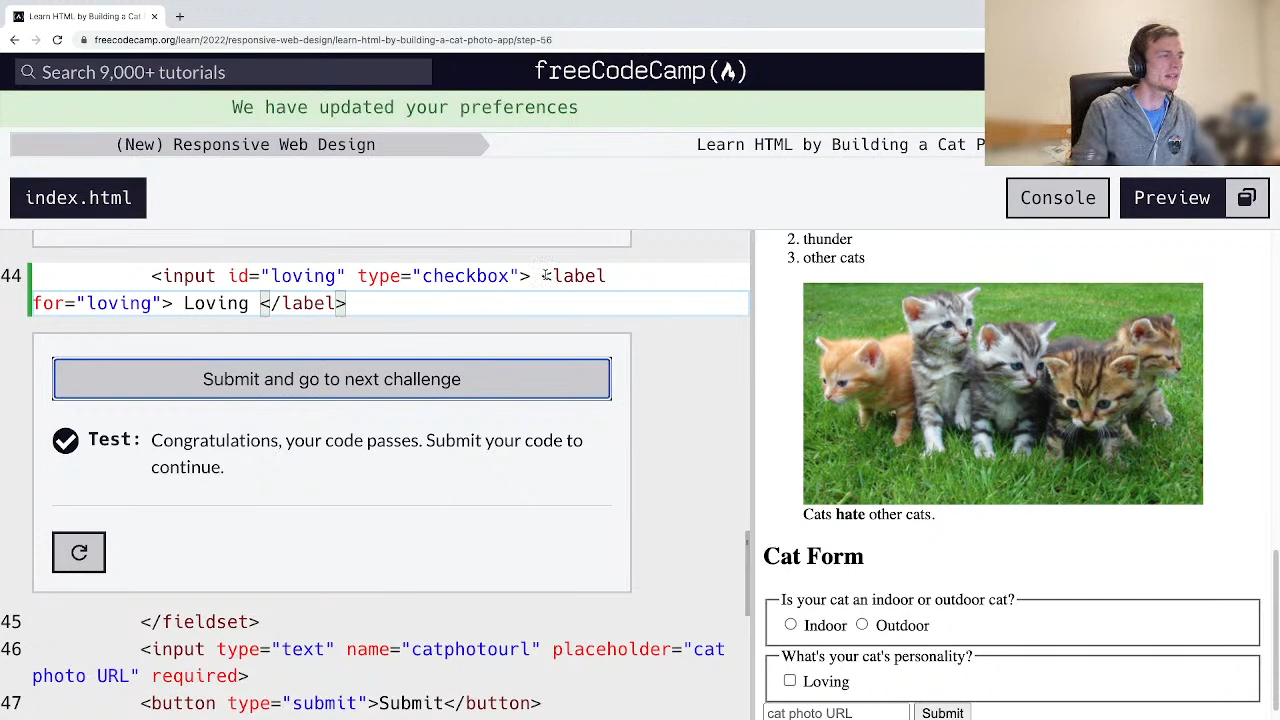 Learn HTML by Building a Cat
freecodecamp.org/learn/2022/responsive-web-design/learn-html-by-building-a-cat-photo-app/step-56
Search 9,000+ tutorials
freeCodeCamp
We have updated your preferences
(New) Responsive Web Design
Learn HTML by Building a Cat P
index.html
Console
Preview
44 <input id="loving" type="checkbox"> <label
for="loving"> Loving </label>
Submit and go to next challenge
Test: Congratulations, your code passes. Submit your code to
continue.
45 </fieldset>
46 <input type="text" name="catphotourl" placeholder="cat
photo URL" required>
47 <button type="submit">Submit</button>
2. thunder
3. other cats
Cats hate other cats.
Cat Form
Is your cat an indoor or outdoor cat?
Indoor Outdoor
What's your cat's personality?
Loving
cat photo URL Submit